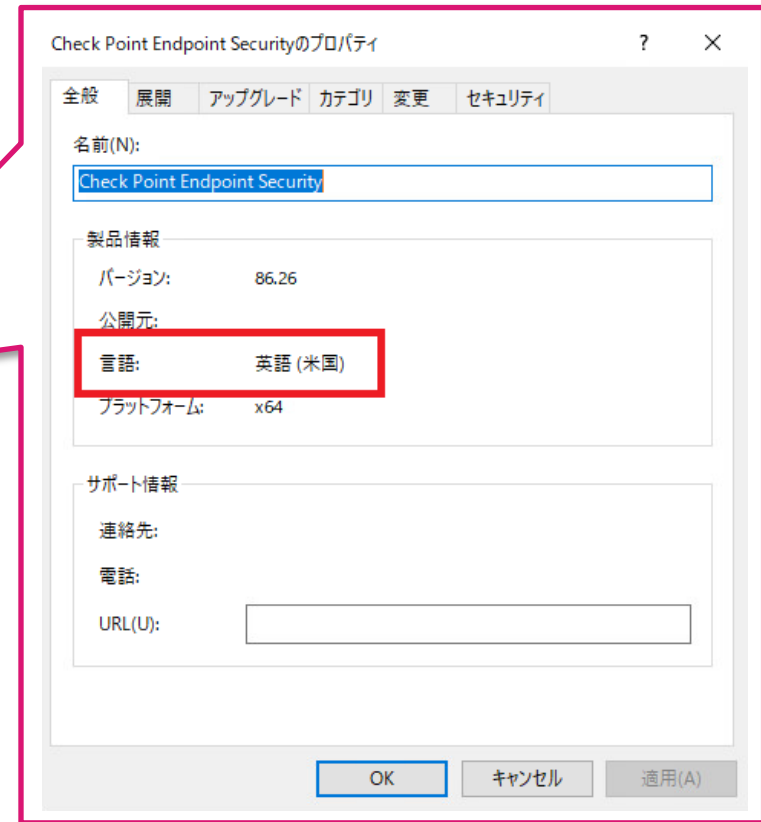 Check Point Endpoint Securityのプロパティ ? ×
全般 展開 アップグレード カテゴリ 変更 セキュリティ
名前(N):
Check Point Endpoint Security
製品情報
バージョン: 86.26
公開元:
言語: 英語 (米国)
プラットフォーム: x64
サポート情報
連絡先:
電話:
URL(U):
OK キャンセル 適用(A)